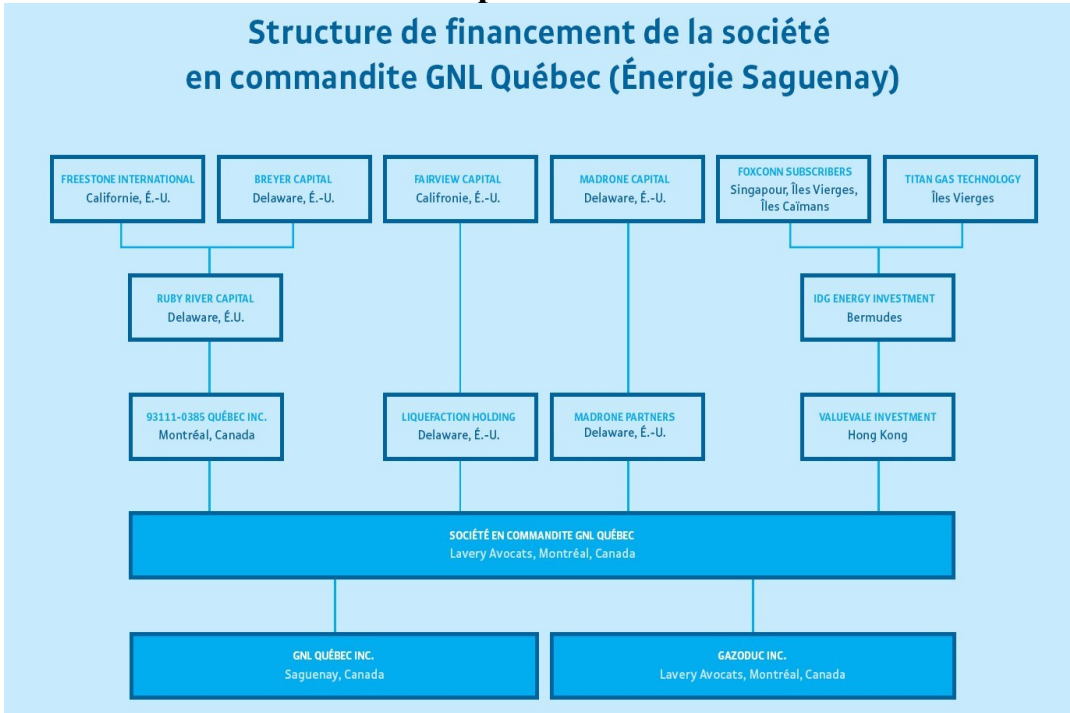 Structure de financement de la société
en commandite GNL Québec (Énergie Saguenay)
FREESTONE INTERNATIONAL
Californie, É.-U.
BREYER CAPITAL
Delaware, É.-U.
FAIRVIEW CAPITAL
Califronie, É.-U.
MADRONE CAPITAL
Delaware, É.-U.
FOXCONN SUBSCRIBERS
Singapour, Îles Vierges,
Îles Caïmans
TITAN GAS TECHNOLOGY
Îles Vierges
RUBY RIVER CAPITAL
Delaware, É.U.
IDG ENERGY INVESTMENT
Bermudes
93111-0385 QUÉBEC INC.
Montréal, Canada
LIQUEFACTION HOLDING
Delaware, É.-U.
MADRONE PARTNERS
Delaware, É.-U.
VALUEVALE INVESTMENT
Hong Kong
SOCIÉTÉ EN COMMANDITE GNL QUÉBEC
Lavery Avocats, Montréal, Canada
GNL QUÉBEC INC.
Saguenay, Canada
GAZODUC INC.
Lavery Avocats, Montréal, Canada